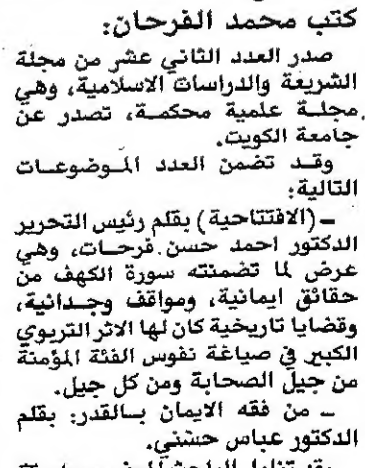 كتب محمد الفرحان:
صدر العدد الثاني عشر من مجلة
الشريعة والدراسات الاسلامية، وهي
مجلة علمية محكمة، تصدر عن
جامعة الكويت.
وقد تضمن العدد الموضوعات
التالية:
ـ (الافتتاحية) بقلم رئيس التحرير
الدكتور احمد حسن فرحات، وهي
عرض لما تضمنته سورة الكهف من
حقائق ايمانية، ومواقف وجدانية،
وقضايا تاريخية كان لها الاثر التربوي
الكبير في صياغة نفوس الفئة المؤمنة
من جيل الصحابة ومن كل جيل.
ـ من فقه الايمان بالقدر: بقلم
الدكتور عباس حسني.